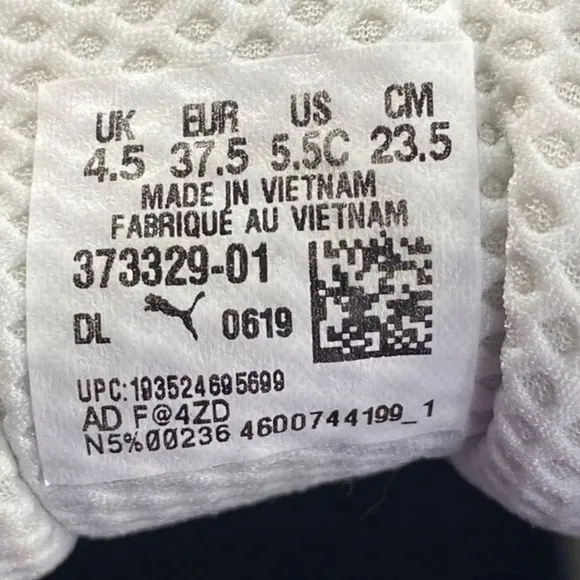 UK EUR US CM
4.5 37.5 5.5C 23.5
MADE IN VIETNAM
FABRIQUÉ AU VIETNAM
373329-01
DL 0619
UPC:193524695699
AD F@4ZD
N5%00236 4600744199_1